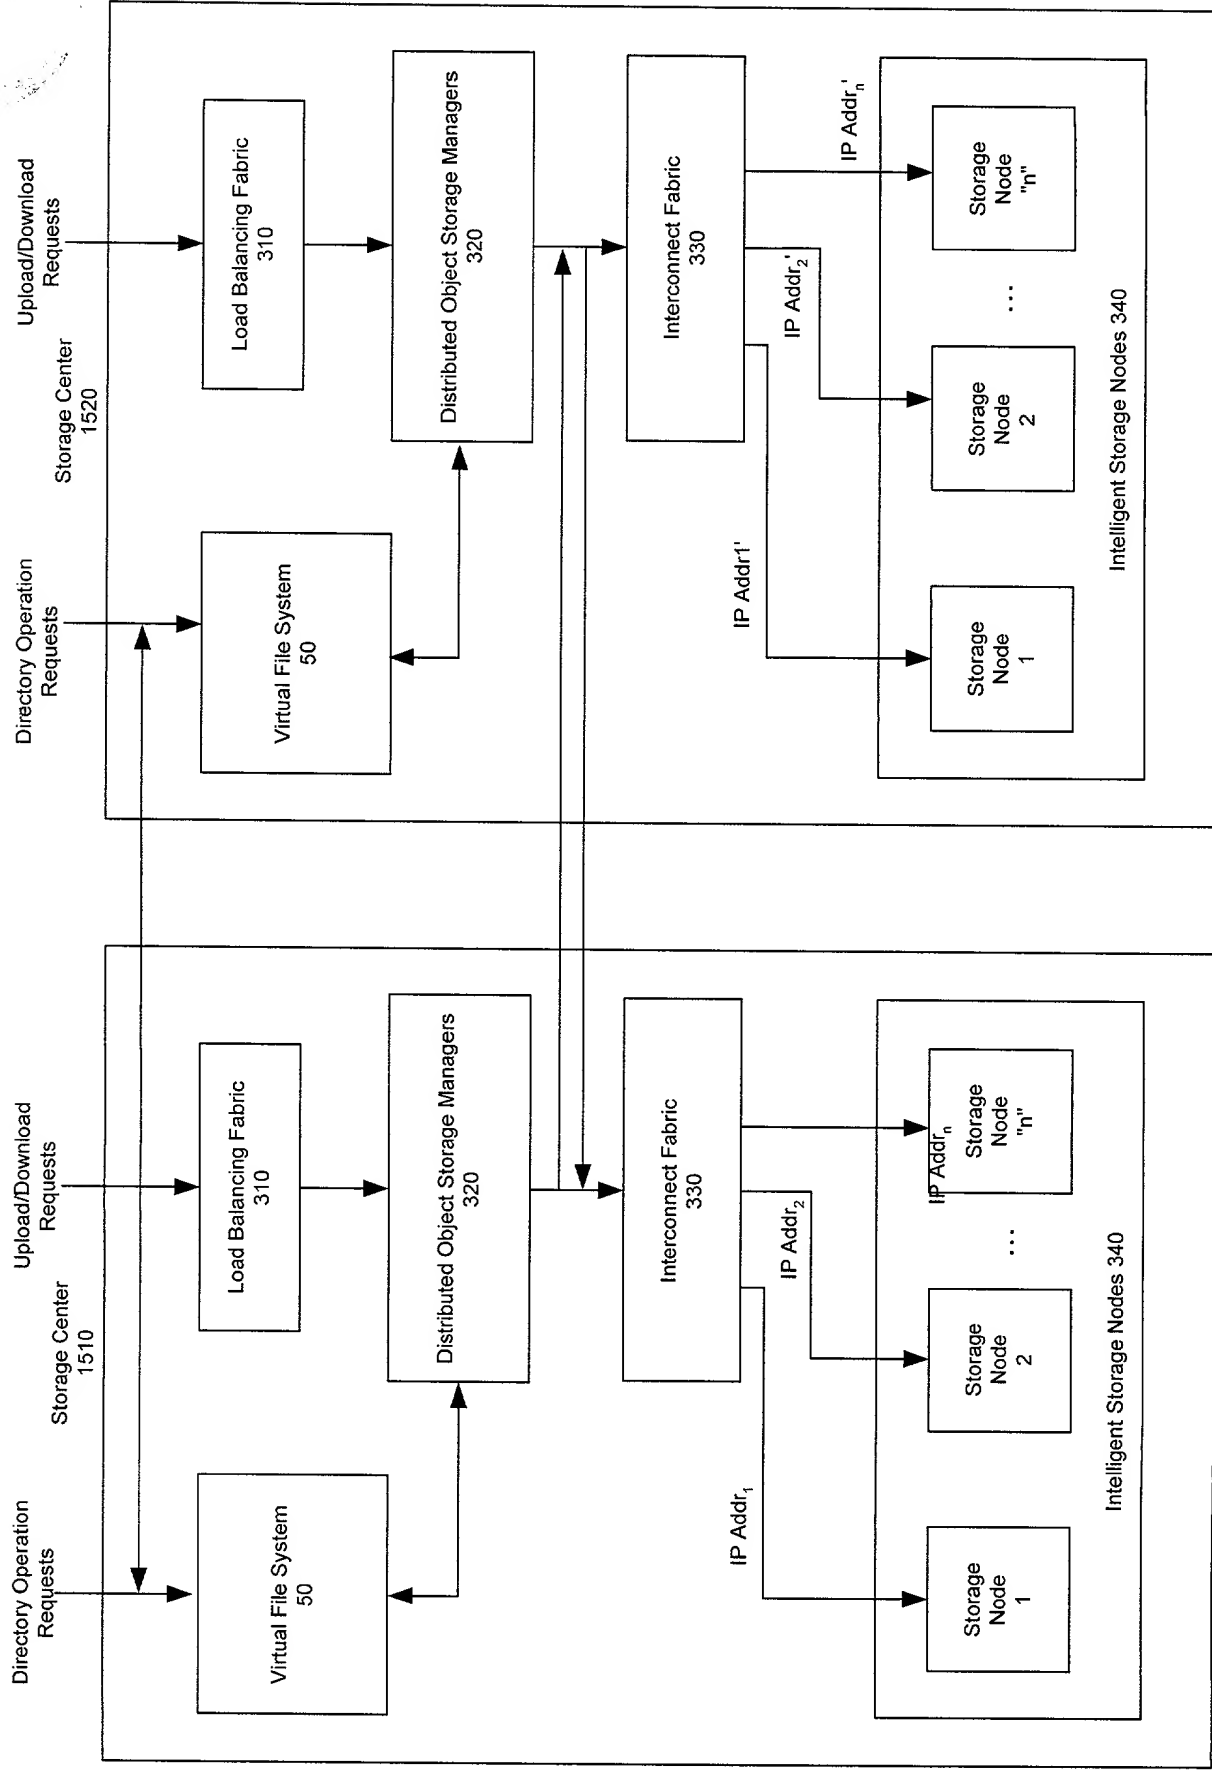 Directory Operation
Requests
Storage Center
1510
Upload/Download
Requests
Virtual File System
50
Load Balancing Fabric
310
Distributed Object Storage Managers
320
Interconnect Fabric
330
IP Addr1
IP Addr2
IP Addrn
Storage
Node
1
Storage
Node
2
...
Storage
Node
"n"
Intelligent Storage Nodes 340
Directory Operation
Requests
Storage Center
1520
Upload/Download
Requests
Virtual File System
50
Load Balancing Fabric
310
Distributed Object Storage Managers
320
Interconnect Fabric
330
IP Addr1'
IP Addr2'
IP Addrn'
Storage
Node
1
Storage
Node
2
...
Storage
Node
"n"
Intelligent Storage Nodes 340